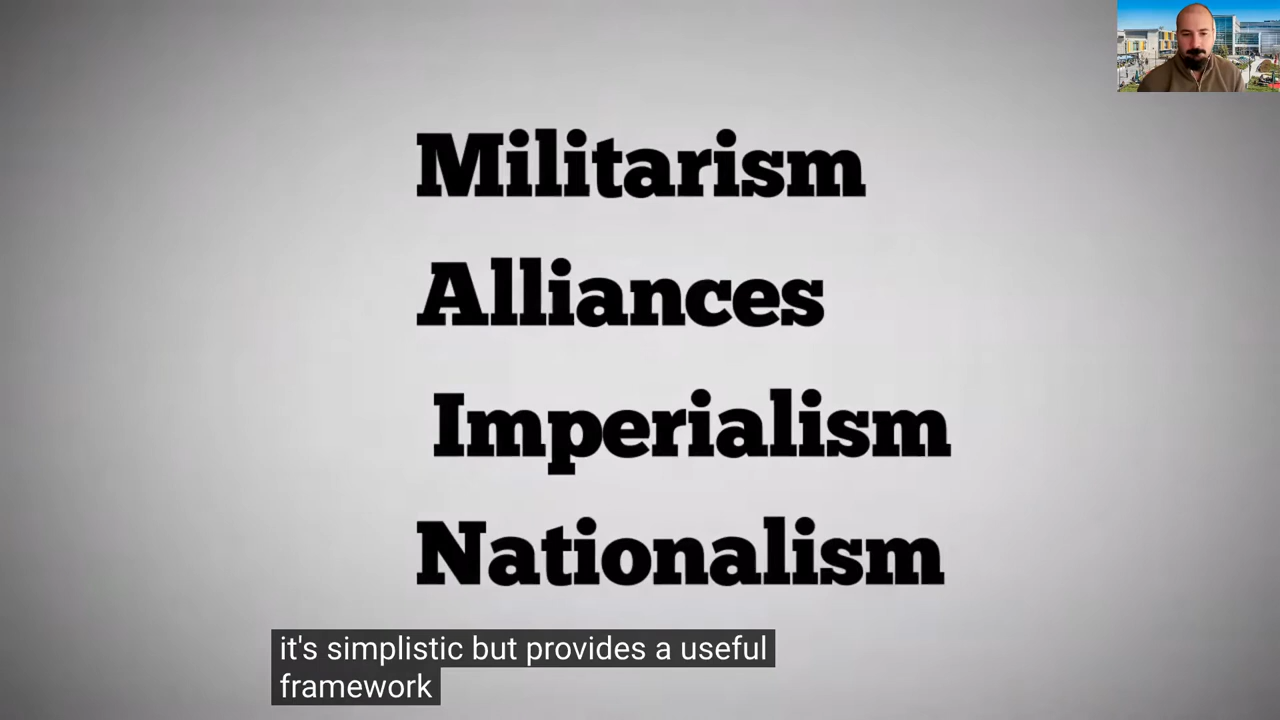 Militarism
Alliances
Imperialism
Nationalism
it's simplistic but provides a useful
framework